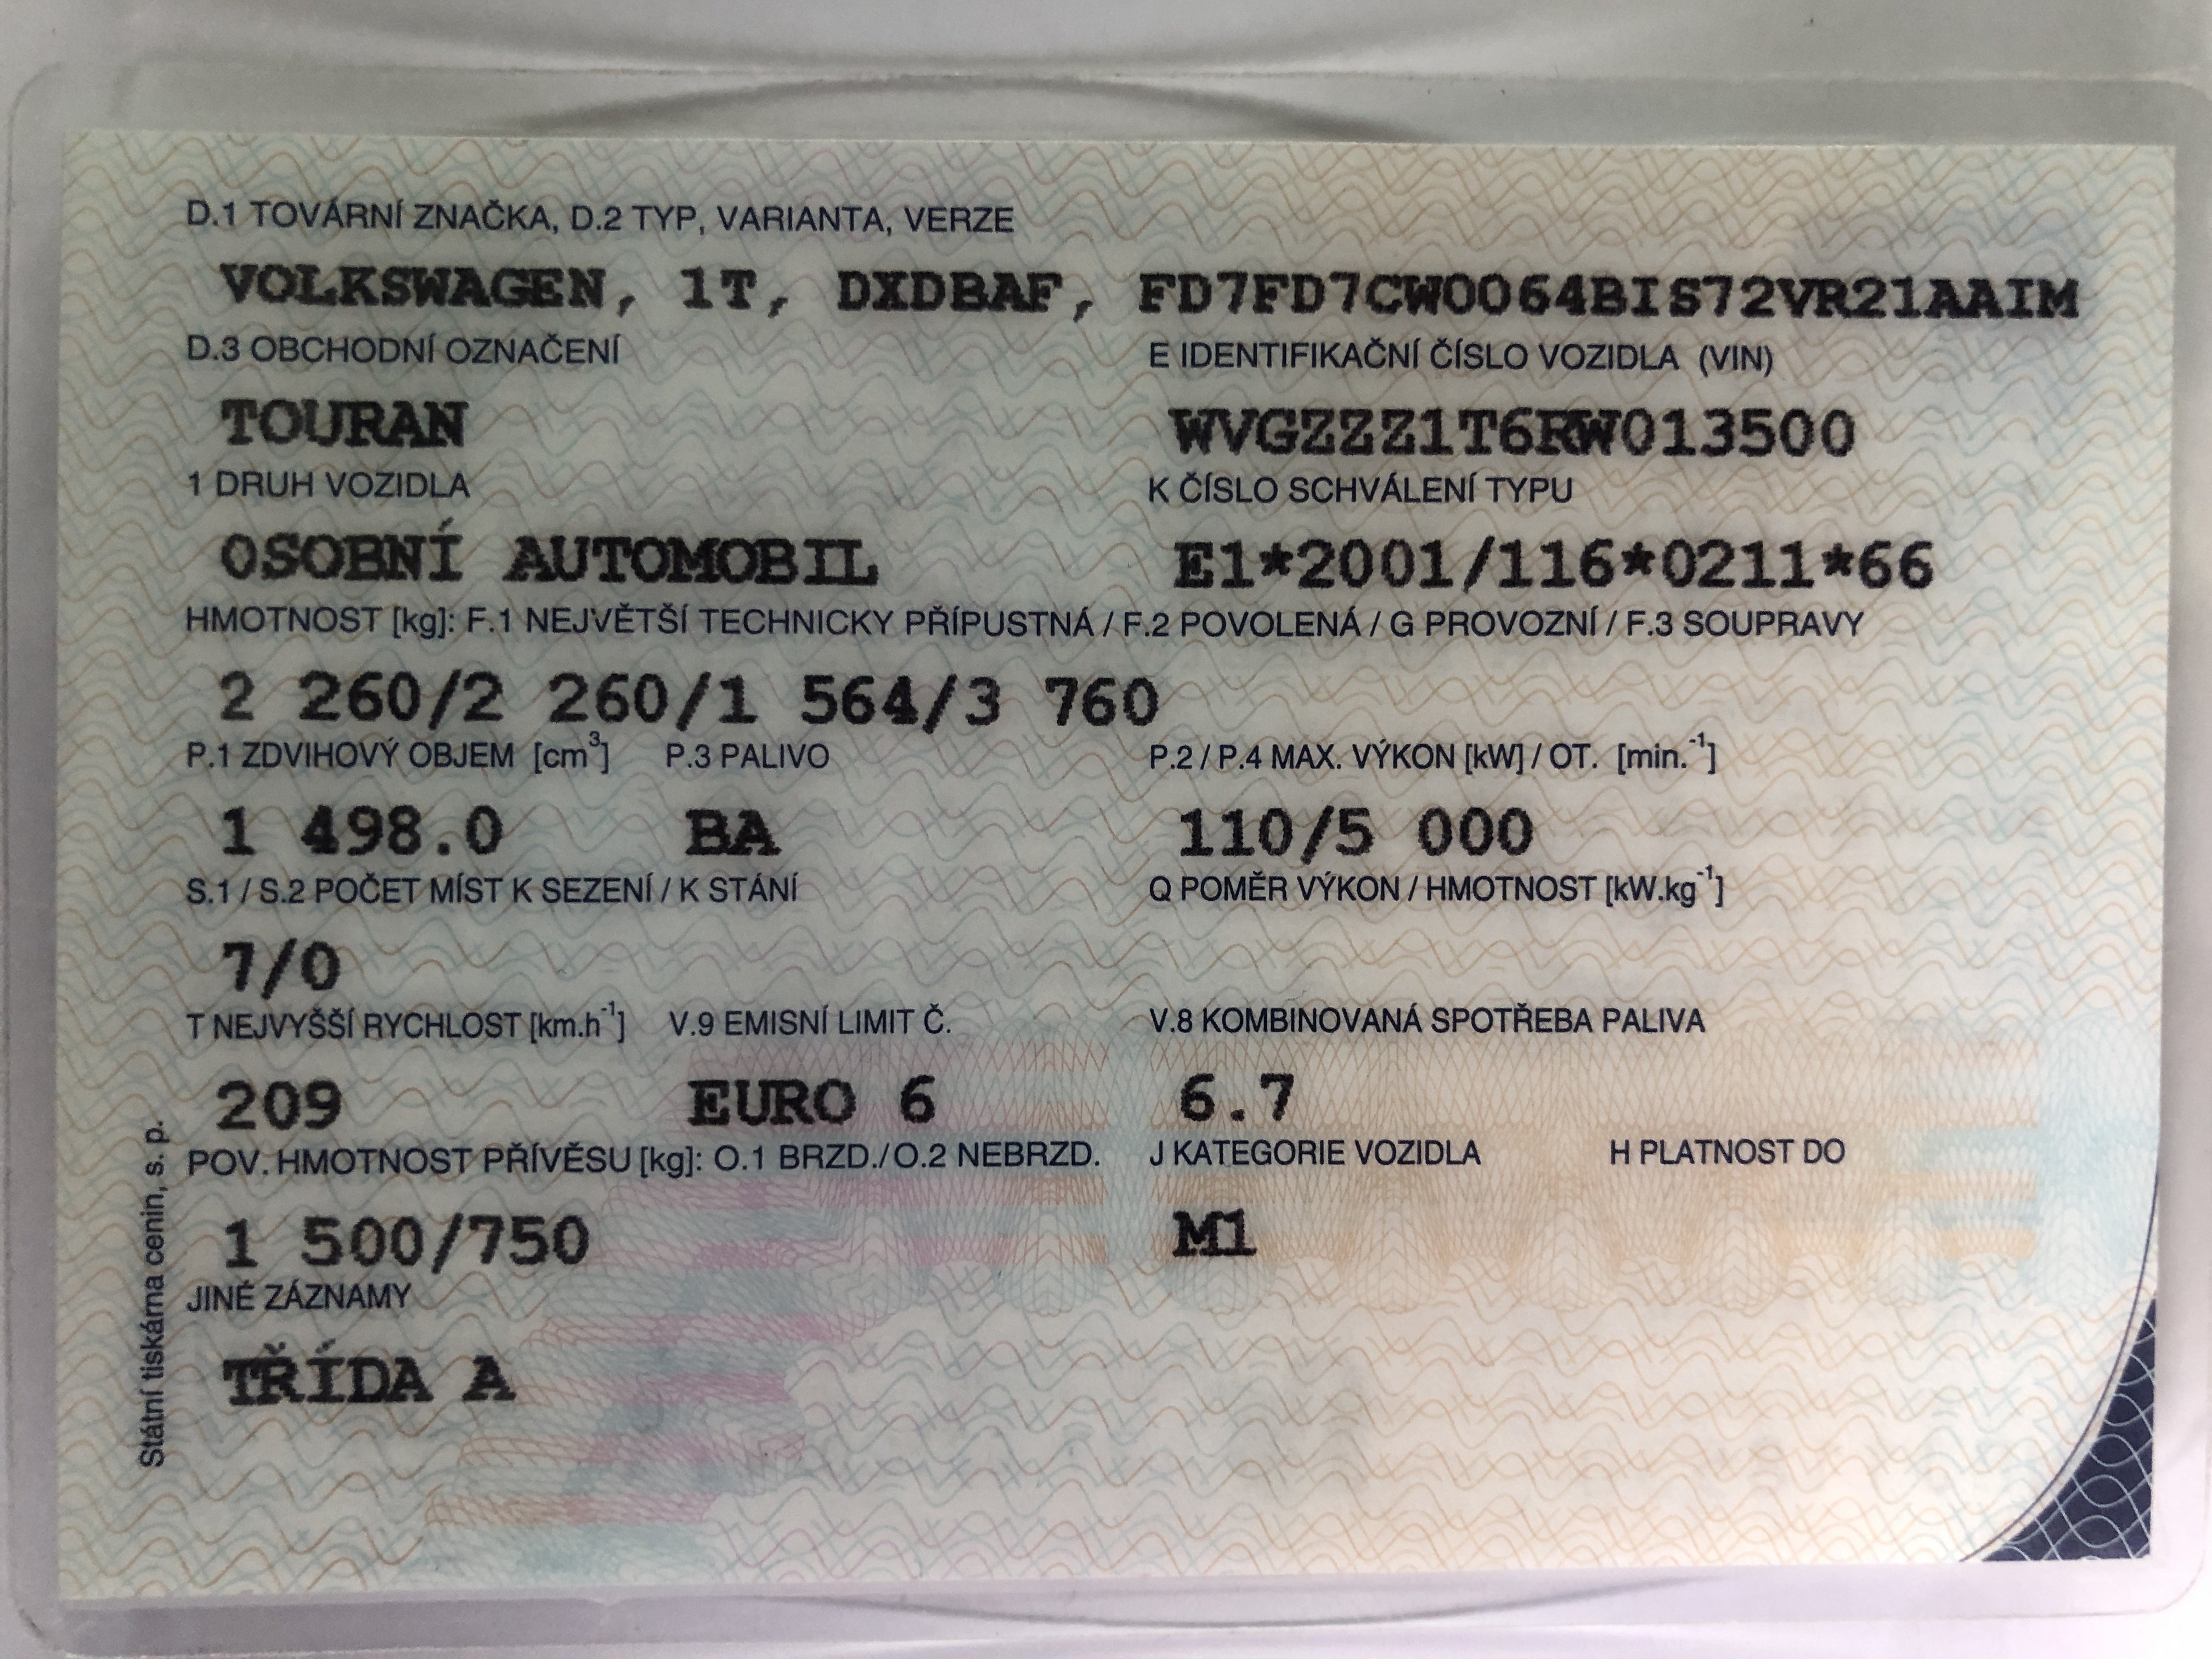 D.1 TOVÁRNÍ ZNAČKA, D.2 TYP, VARIANTA, VERZE
VOLKSWAGEN, 1T, DXDBAF, FD7FD7CW0064BIS72VR21AAIM
D.3 OBCHODNÍ OZNAČENÍ E IDENTIFIKAČNÍ ČÍSLO VOZIDLA (VIN)
TOURAN WVGZZZ1T6RW013500
1 DRUH VOZIDLA K ČÍSLO SCHVÁLENÍ TYPU
OSOBNÍ AUTOMOBIL E1*2001/116*0211*66
HMOTNOST [kg]: F.1 NEJVĚTŠÍ TECHNICKY PŘÍPUSTNÁ / F.2 POVOLENÁ / G PROVOZNÍ / F.3 SOUPRAVY
2 260/2 260/1 564/3 760
P.1 ZDVIHOVÝ OBJEM [cm³] P.3 PALIVO P.2 / P.4 MAX. VÝKON [kW] / OT. [min.⁻¹]
1 498.0 BA 110/5 000
S.1 / S.2 POČET MÍST K SEZENÍ / K STÁNÍ Q POMĚR VÝKON / HMOTNOST [kW.kg⁻¹]
7/0
T NEJVYŠŠÍ RYCHLOST [km.h⁻¹] V.9 EMISNÍ LIMIT Č. V.8 KOMBINOVANÁ SPOTŘEBA PALIVA
209 EURO 6 6.7
POV. HMOTNOST PŘÍVĚSU [kg]: O.1 BRZD./O.2 NEBRZD. J KATEGORIE VOZIDLA H PLATNOST DO
1 500/750 M1
JINÉ ZÁZNAMY
TŘÍDA A
Státní tiskárna cenin, s. p.